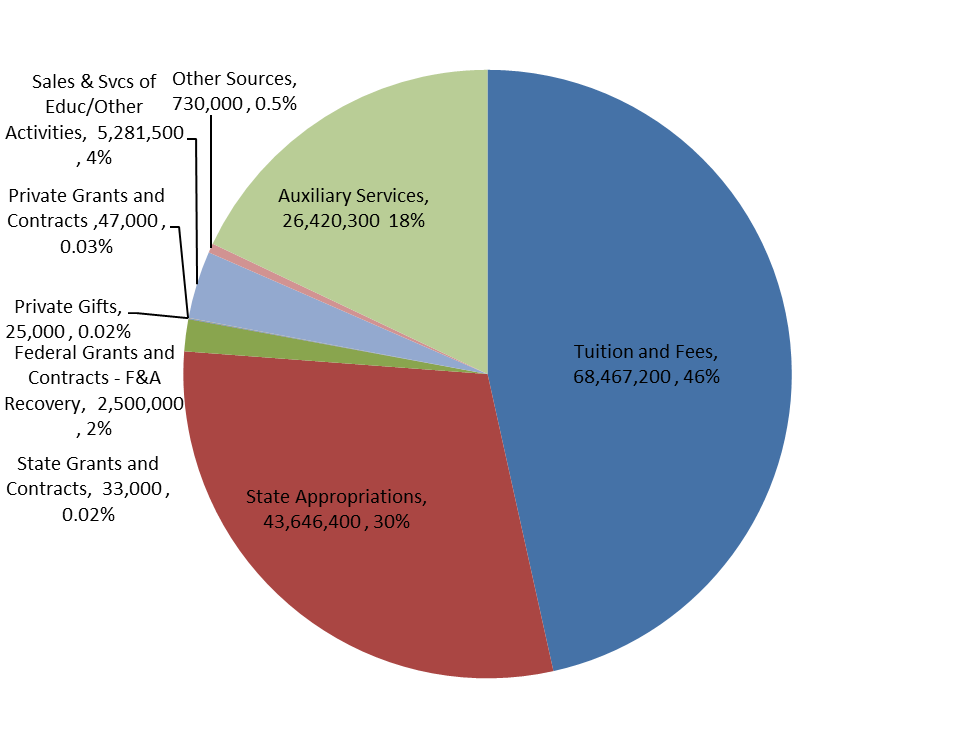 Sales & Svcs of
Educ/Other
Activities,  5,281,500
, 4%
Other Sources,
730,000 , 0.5%
Private Grants and
Contracts ,47,000 ,
0.03%
Auxiliary Services,
26,420,300  18%
Private Gifts,
25,000 , 0.02%
Federal Grants and
Contracts - F&A
Recovery,  2,500,000
, 2%
Tuition and Fees,
68,467,200 , 46%
State Grants and
Contracts,  33,000 ,
0.02%
State Appropriations,
43,646,400 , 30%